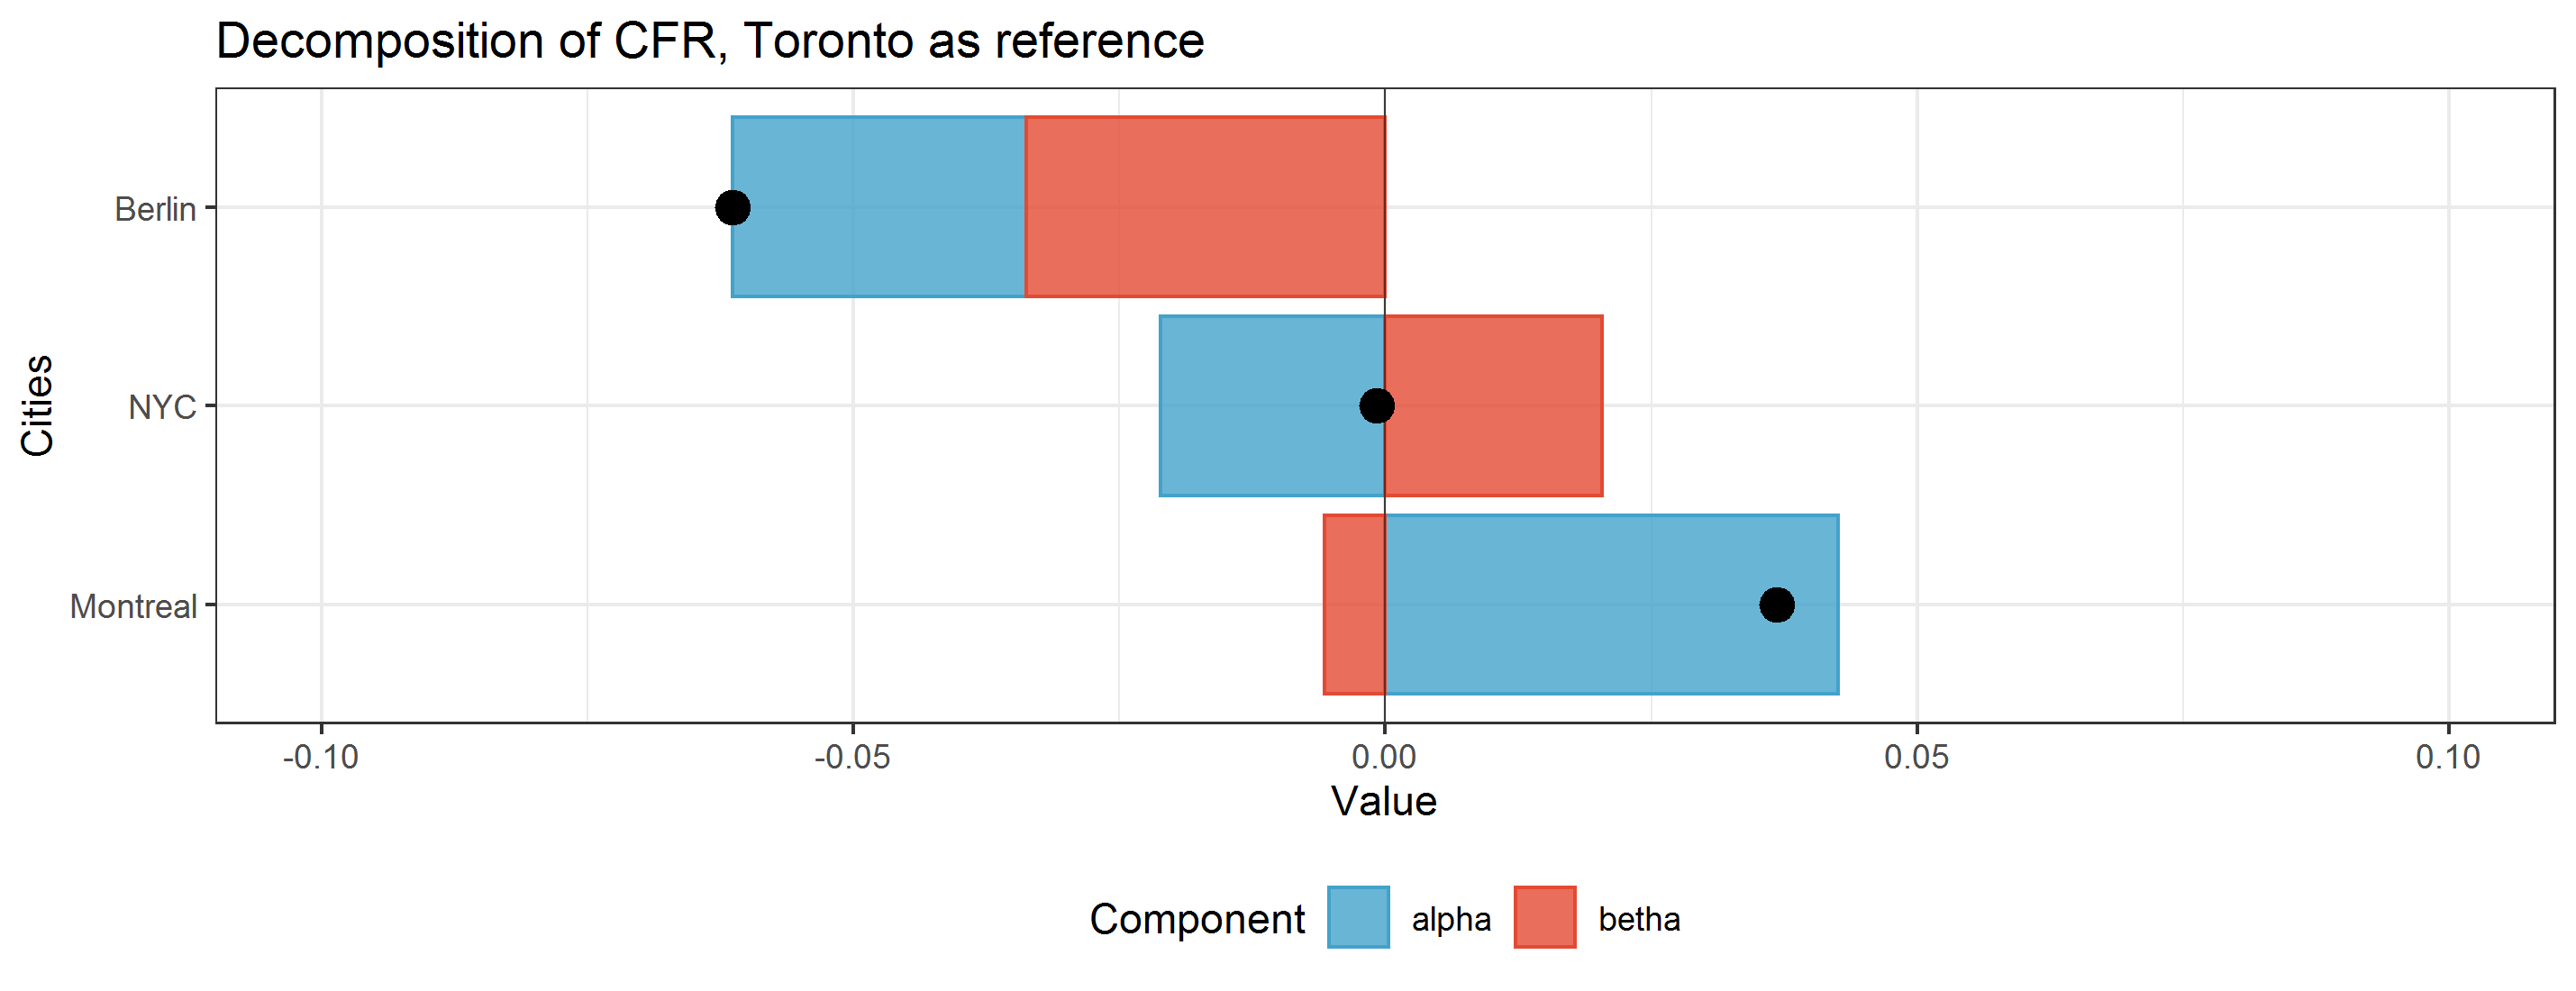 Decomposition of CFR, Toronto as reference
Cities
Berlin
NYC
Montreal
-0.10 -0.05 0.00 0.05 0.10
Value
Component alpha betha